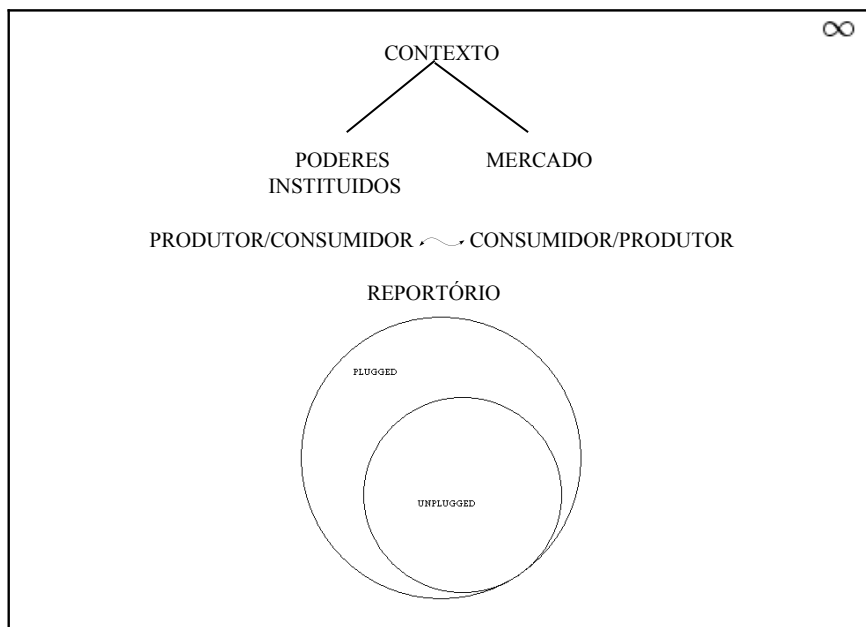 ∞
CONTEXTO
PODERES MERCADO
INSTITUIDOS
PRODUTOR/CONSUMIDOR CONSUMIDOR/PRODUTOR
REPORTÓRIO
PLUGGED
UNPLUGGED